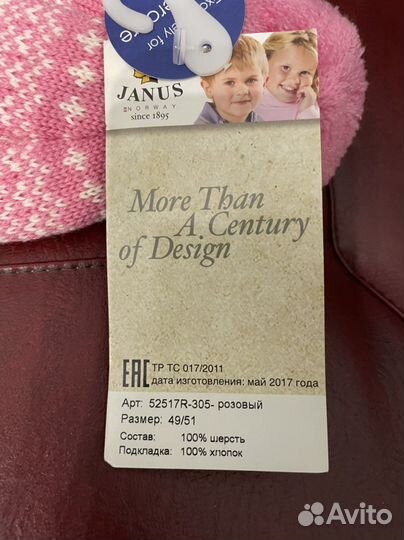 JANUS
NORWAY
since 1895
More Than
A Century
of Design
EAC ТР ТС 017/2011
дата изготовления: май 2017 года
Арт: 52517R-305- розовый
Размер: 49/51
Состав: 100% шерсть
Подкладка: 100% хлопок
Avito